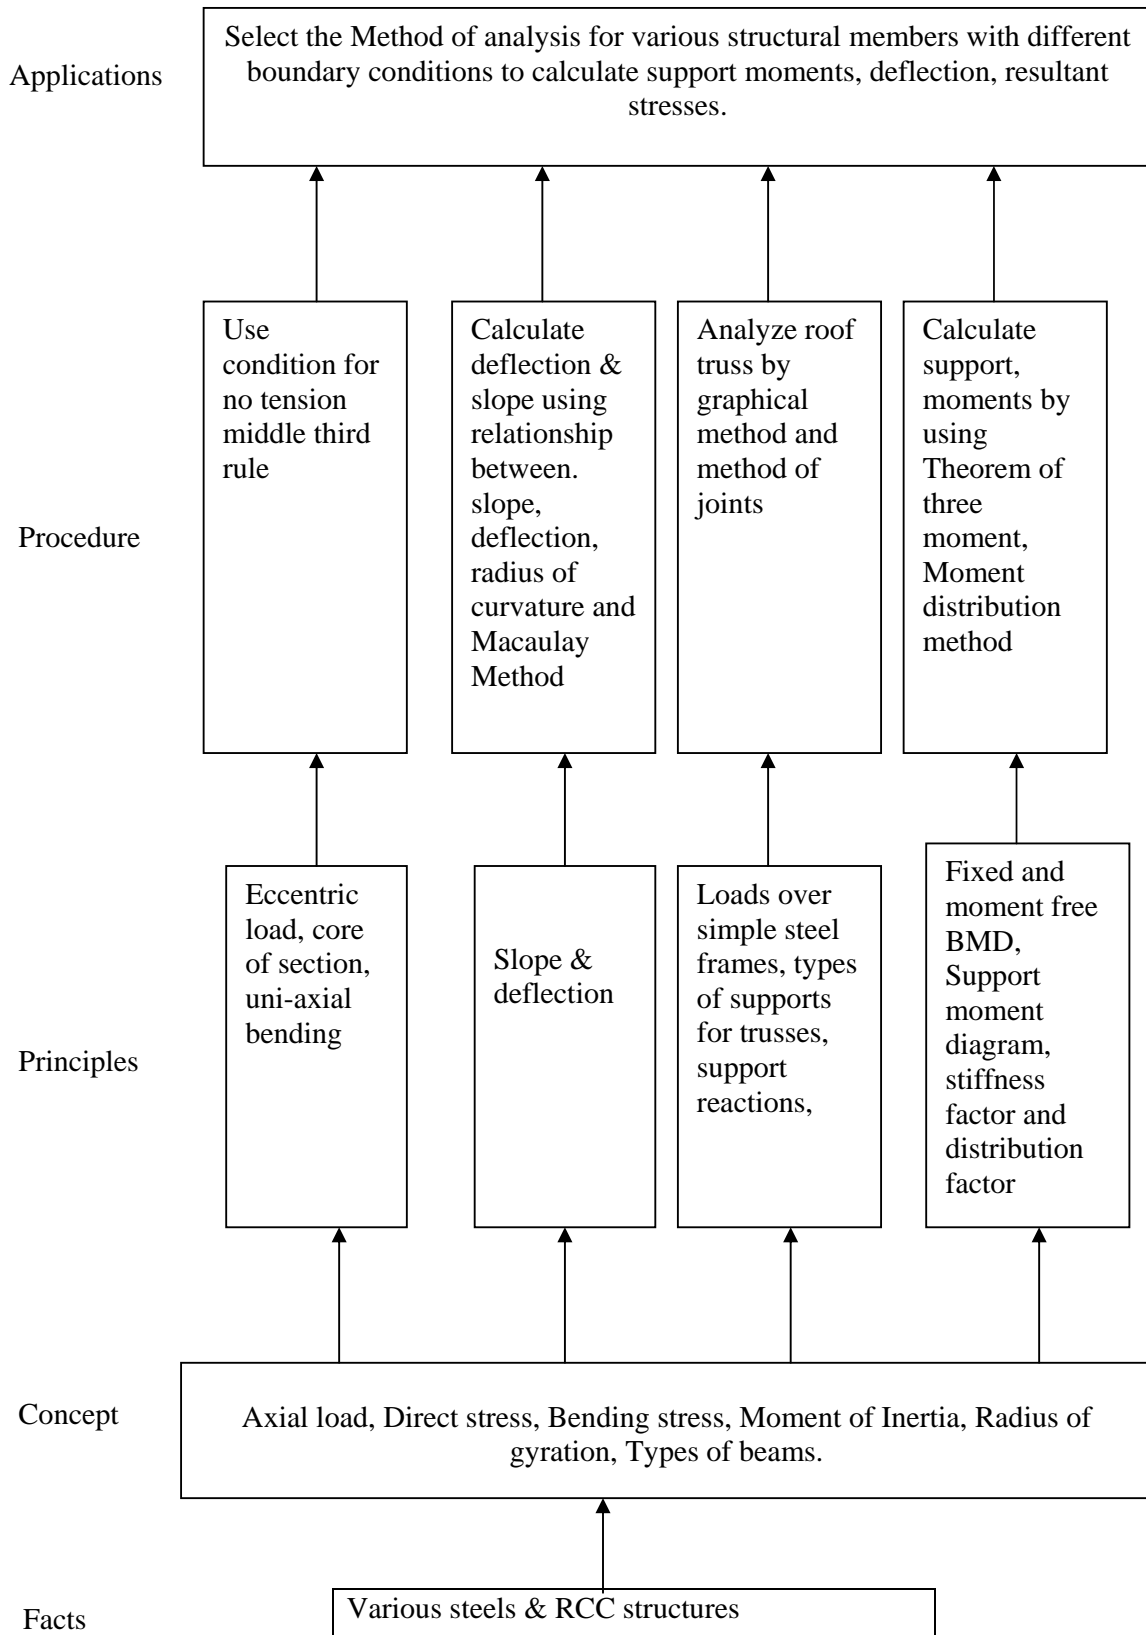 Applications
Select the Method of analysis for various structural members with different
boundary conditions to calculate support moments, deflection, resultant
stresses.
Procedure
Use
condition for
no tension
middle third
rule
Calculate
deflection &
slope using
relationship
between.
slope,
deflection,
radius of
curvature and
Macaulay
Method
Analyze roof
truss by
graphical
method and
method of
joints
Calculate
support,
moments by
using
Theorem of
three
moment,
Moment
distribution
method
Principles
Eccentric
load, core
of section,
uni-axial
bending
Slope &
deflection
Loads over
simple steel
frames, types
of supports
for trusses,
support
reactions,
Fixed and
moment free
BMD,
Support
moment
diagram,
stiffness
factor and
distribution
factor
Concept
Axial load, Direct stress, Bending stress, Moment of Inertia, Radius of
gyration, Types of beams.
Facts
Various steels & RCC structures